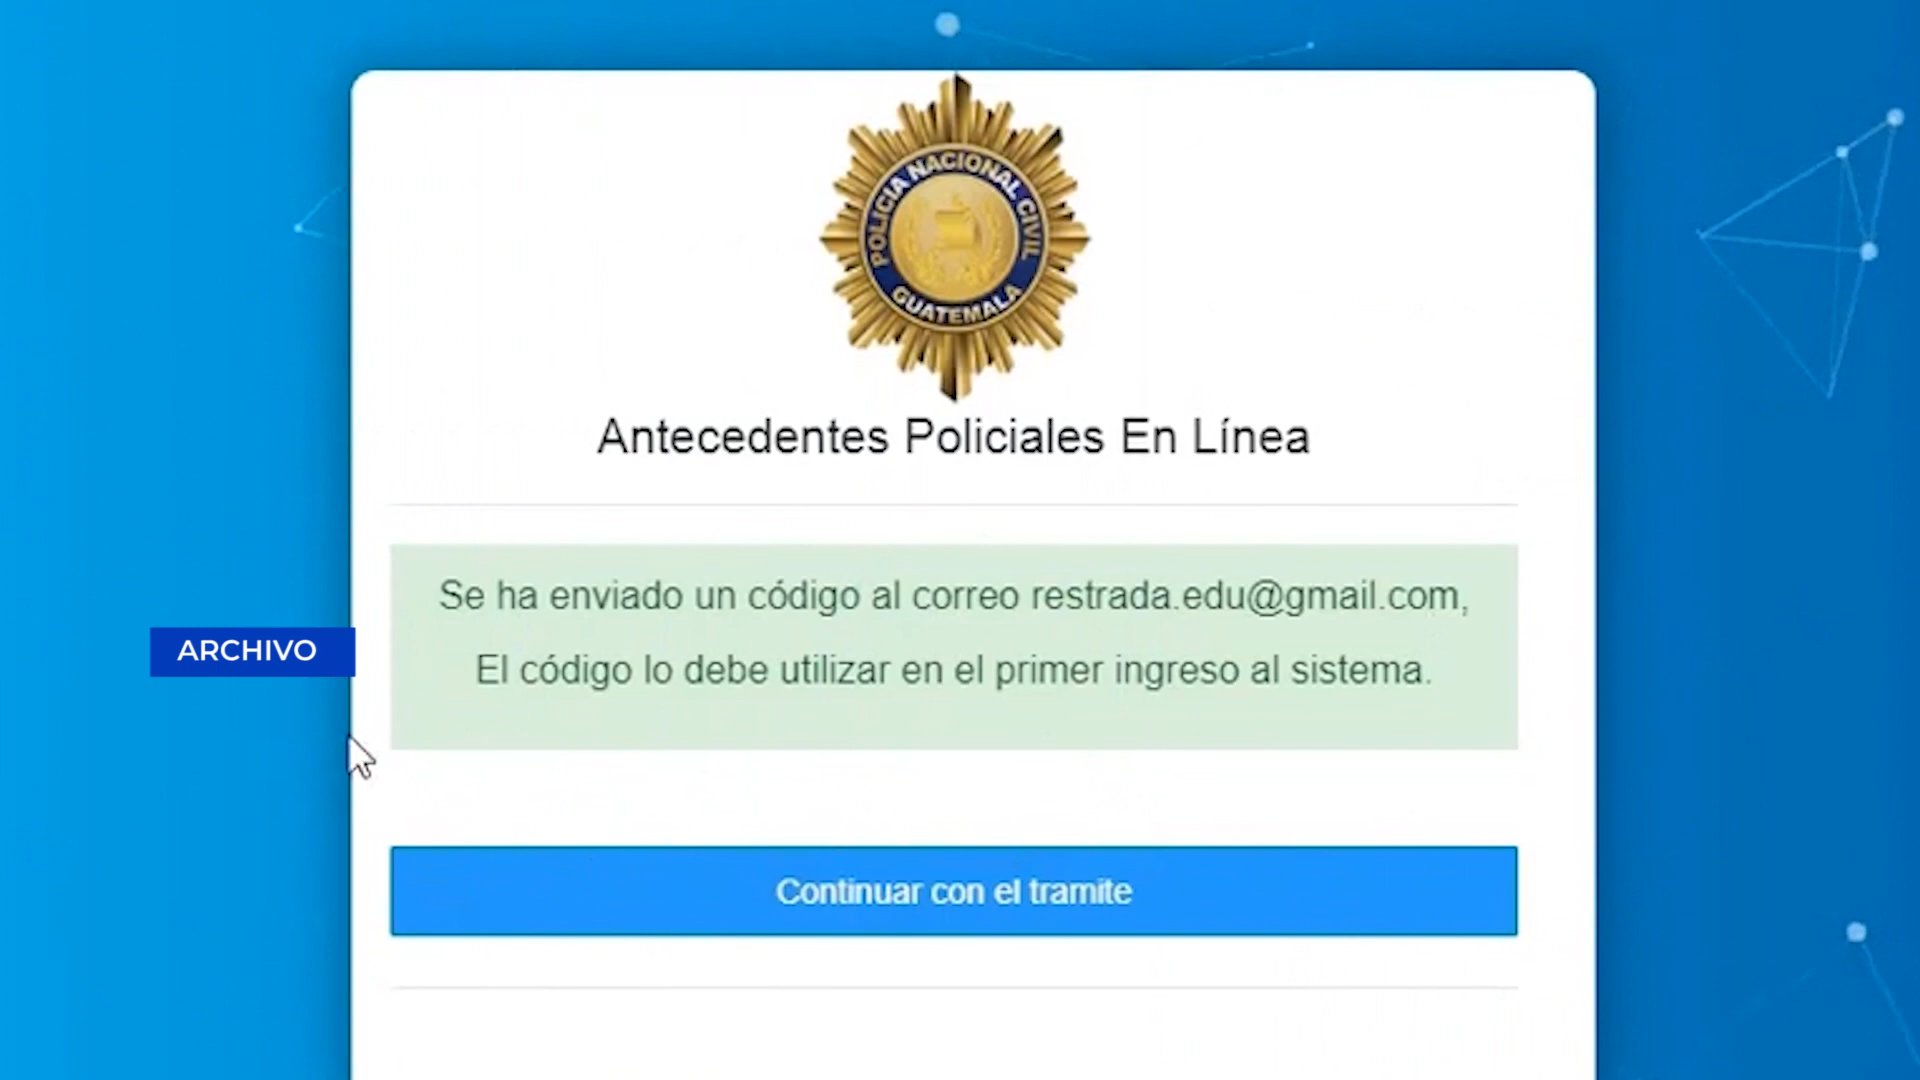 POLICIA NACIONAL CIVIL
GUATEMALA
Antecedentes Policiales En Línea
Se ha enviado un código al correo restrada.edu@gmail.com,
El código lo debe utilizar en el primer ingreso al sistema.
ARCHIVO
Continuar con el tramite